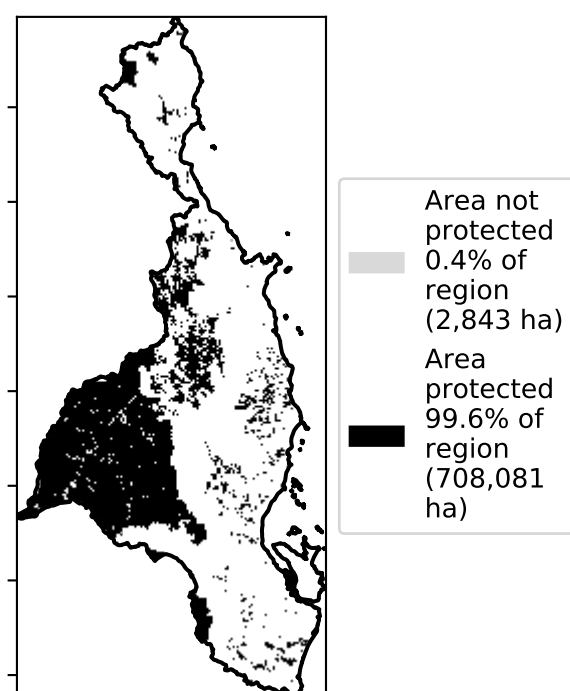 Area not
protected
0.4% of
region
(2,843 ha)
Area
protected
99.6% of
region
(708,081
ha)